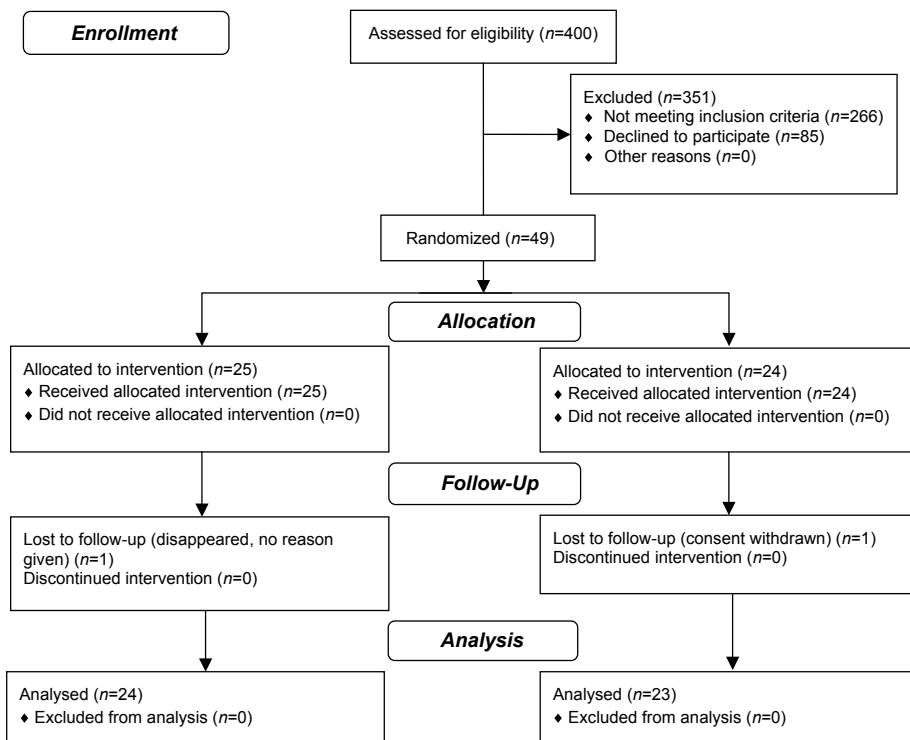 Enrollment
Assessed for eligibility (n=400)
Excluded (n=351)
♦ Not meeting inclusion criteria (n=266)
♦ Declined to participate (n=85)
♦ Other reasons (n=0)
Randomized (n=49)
Allocation
Allocated to intervention (n=25)
♦ Received allocated intervention (n=25)
♦ Did not receive allocated intervention (n=0)
Allocated to intervention (n=24)
♦ Received allocated intervention (n=24)
♦ Did not receive allocated intervention (n=0)
Follow-Up
Lost to follow-up (disappeared, no reason
given) (n=1)
Discontinued intervention (n=0)
Lost to follow-up (consent withdrawn) (n=1)
Discontinued intervention (n=0)
Analysis
Analysed (n=24)
♦ Excluded from analysis (n=0)
Analysed (n=23)
♦ Excluded from analysis (n=0)